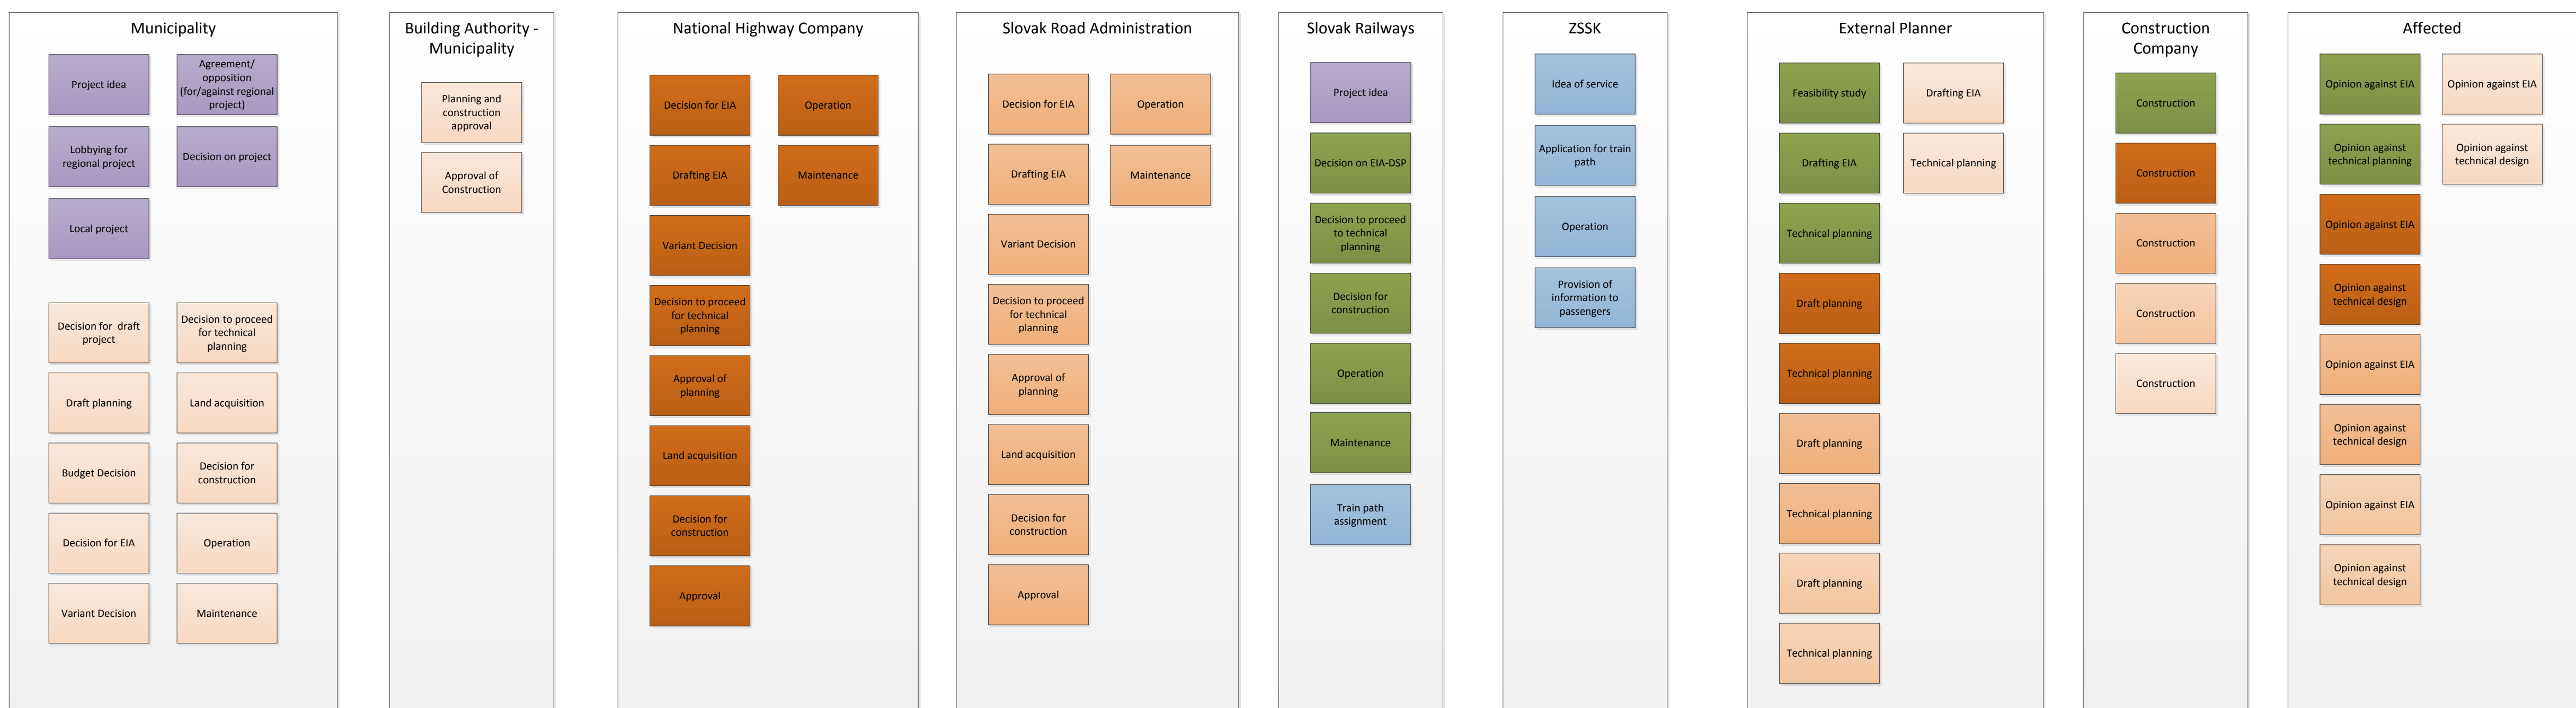 Municipality
Project idea
Agreement/
opposition
(for/against regional
project)
Lobbying for
regional project
Decision on project
Local project
Decision for draft
project
Decision to proceed
for technical
planning
Draft planning
Land acquisition
Budget Decision
Decision for
construction
Decision for EIA
Operation
Variant Decision
Maintenance
Building Authority -
Municipality
Planning and
construction
approval
Approval of
Construction
National Highway Company
Decision for EIA
Operation
Drafting EIA
Maintenance
Variant Decision
Decision to proceed
for technical
planning
Approval of
planning
Land acquisition
Decision for
construction
Approval
Slovak Road Administration
Decision for EIA
Operation
Drafting EIA
Maintenance
Variant Decision
Decision to proceed
for technical
planning
Approval of
planning
Land acquisition
Decision for
construction
Approval
Slovak Railways
Project idea
Decision on EIA-DSP
Decision to proceed
to technical
planning
Decision for
construction
Operation
Maintenance
Train path
assignment
ZSSK
Idea of service
Application for train
path
Operation
Provision of
information to
passengers
External Planner
Feasibility study
Drafting EIA
Drafting EIA
Technical planning
Technical planning
Draft planning
Technical planning
Draft planning
Technical planning
Draft planning
Technical planning
Construction
Company
Construction
Construction
Construction
Construction
Construction
Affected
Opinion against EIA
Opinion against EIA
Opinion against
technical planning
Opinion against
technical design
Opinion against EIA
Opinion against
technical design
Opinion against EIA
Opinion against
technical design
Opinion against EIA
Opinion against
technical design